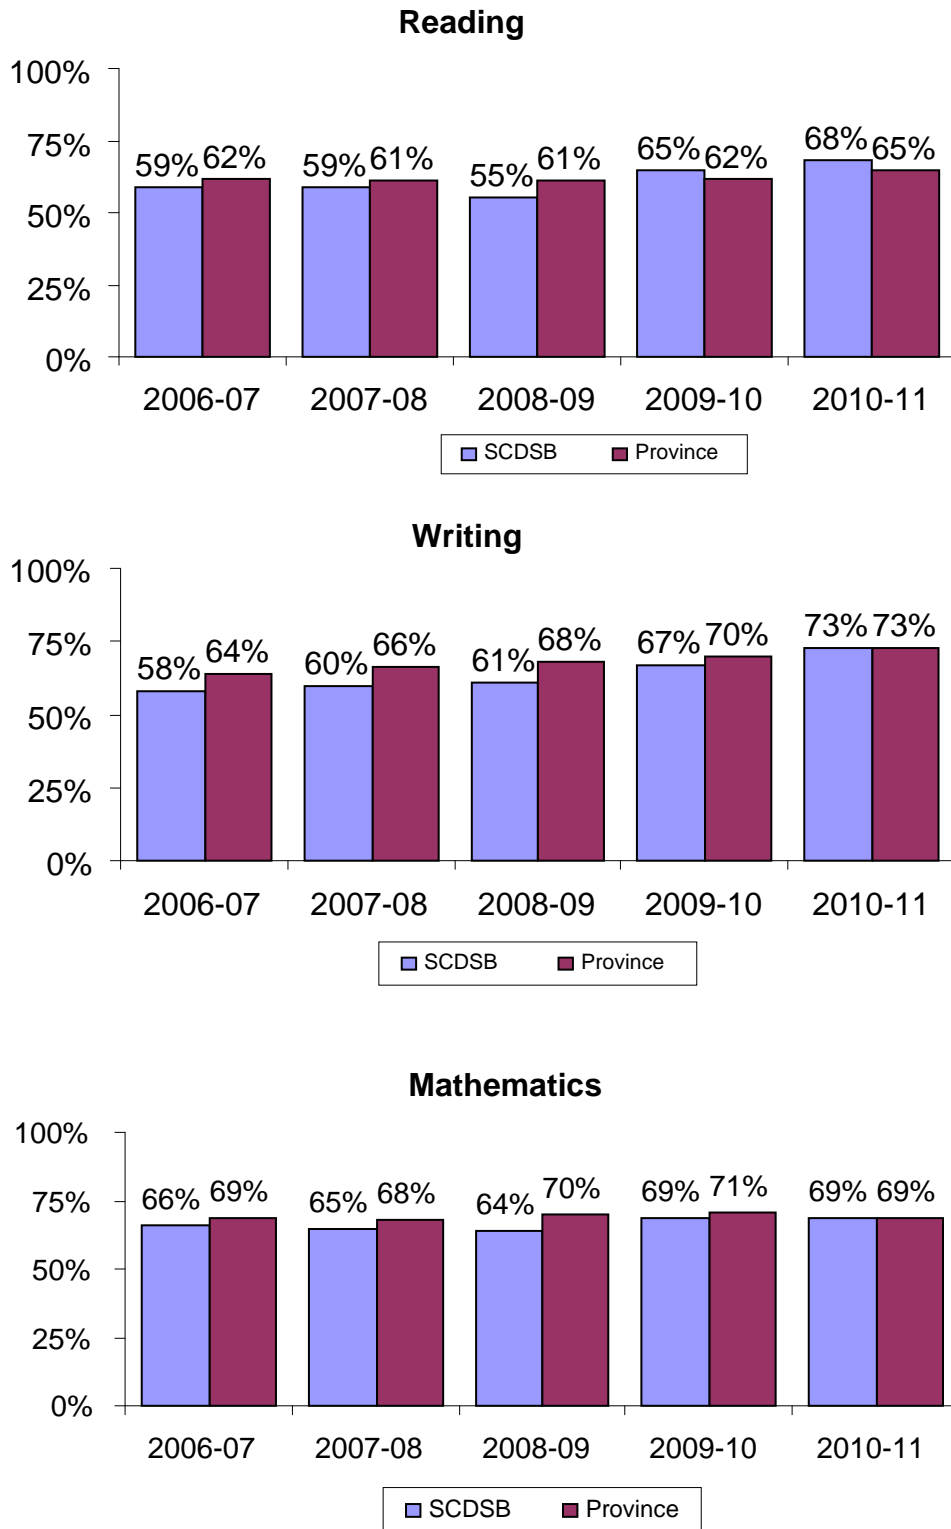 Reading
100%
75%
50%
25%
0%
59% 62% 59% 61% 55% 61% 65% 62% 68% 65%
2006-07 2007-08 2008-09 2009-10 2010-11
SCDSB Province
Writing
100%
75%
50%
25%
0%
58% 64% 60% 66% 61% 68% 67% 70% 73% 73%
2006-07 2007-08 2008-09 2009-10 2010-11
SCDSB Province
Mathematics
100%
75%
50%
25%
0%
66% 69% 65% 68% 64% 70% 69% 71% 69% 69%
2006-07 2007-08 2008-09 2009-10 2010-11
SCDSB Province